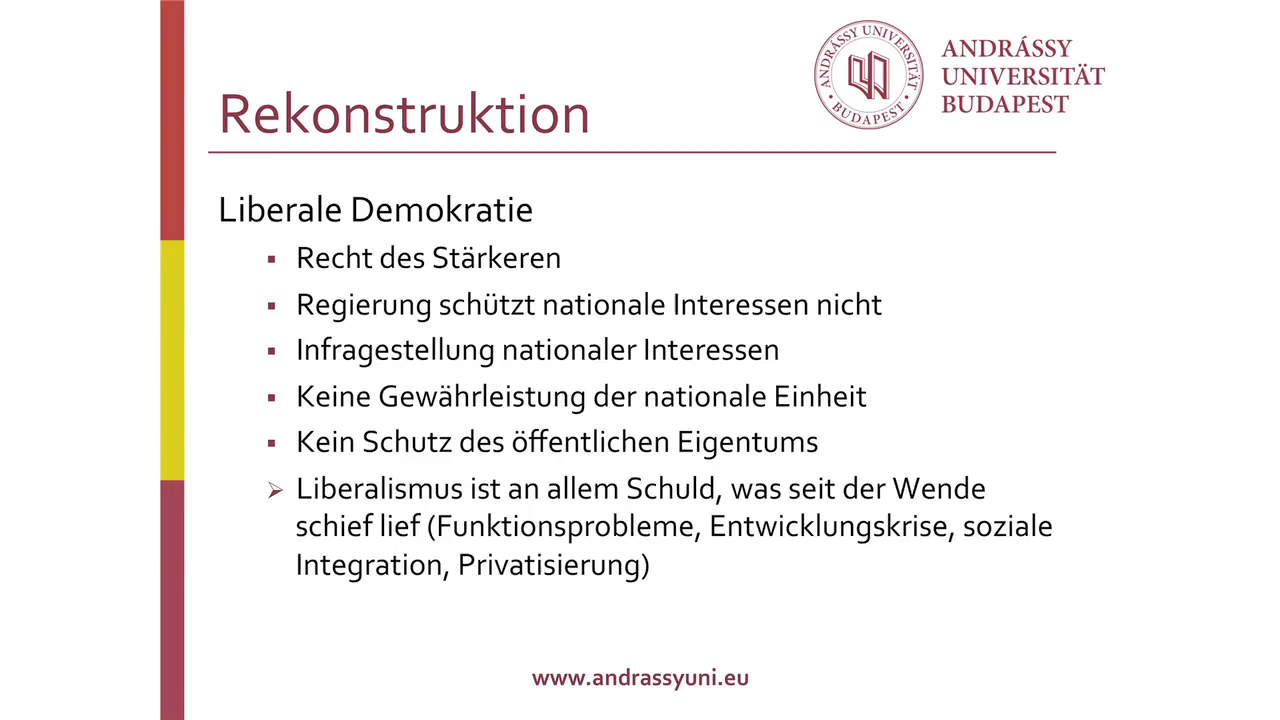 ANDRÁSSY UNIVERSITÄT
• BUDAPEST •
ANDRÁSSY
UNIVERSITÄT
BUDAPEST
Rekonstruktion
Liberale Demokratie
▪ Recht des Stärkeren
▪ Regierung schützt nationale Interessen nicht
▪ Infragestellung nationaler Interessen
▪ Keine Gewährleistung der nationale Einheit
▪ Kein Schutz des öffentlichen Eigentums
➢ Liberalismus ist an allem Schuld, was seit der Wende
schief lief (Funktionsprobleme, Entwicklungskrise, soziale
Integration, Privatisierung)
www.andrassyuni.eu